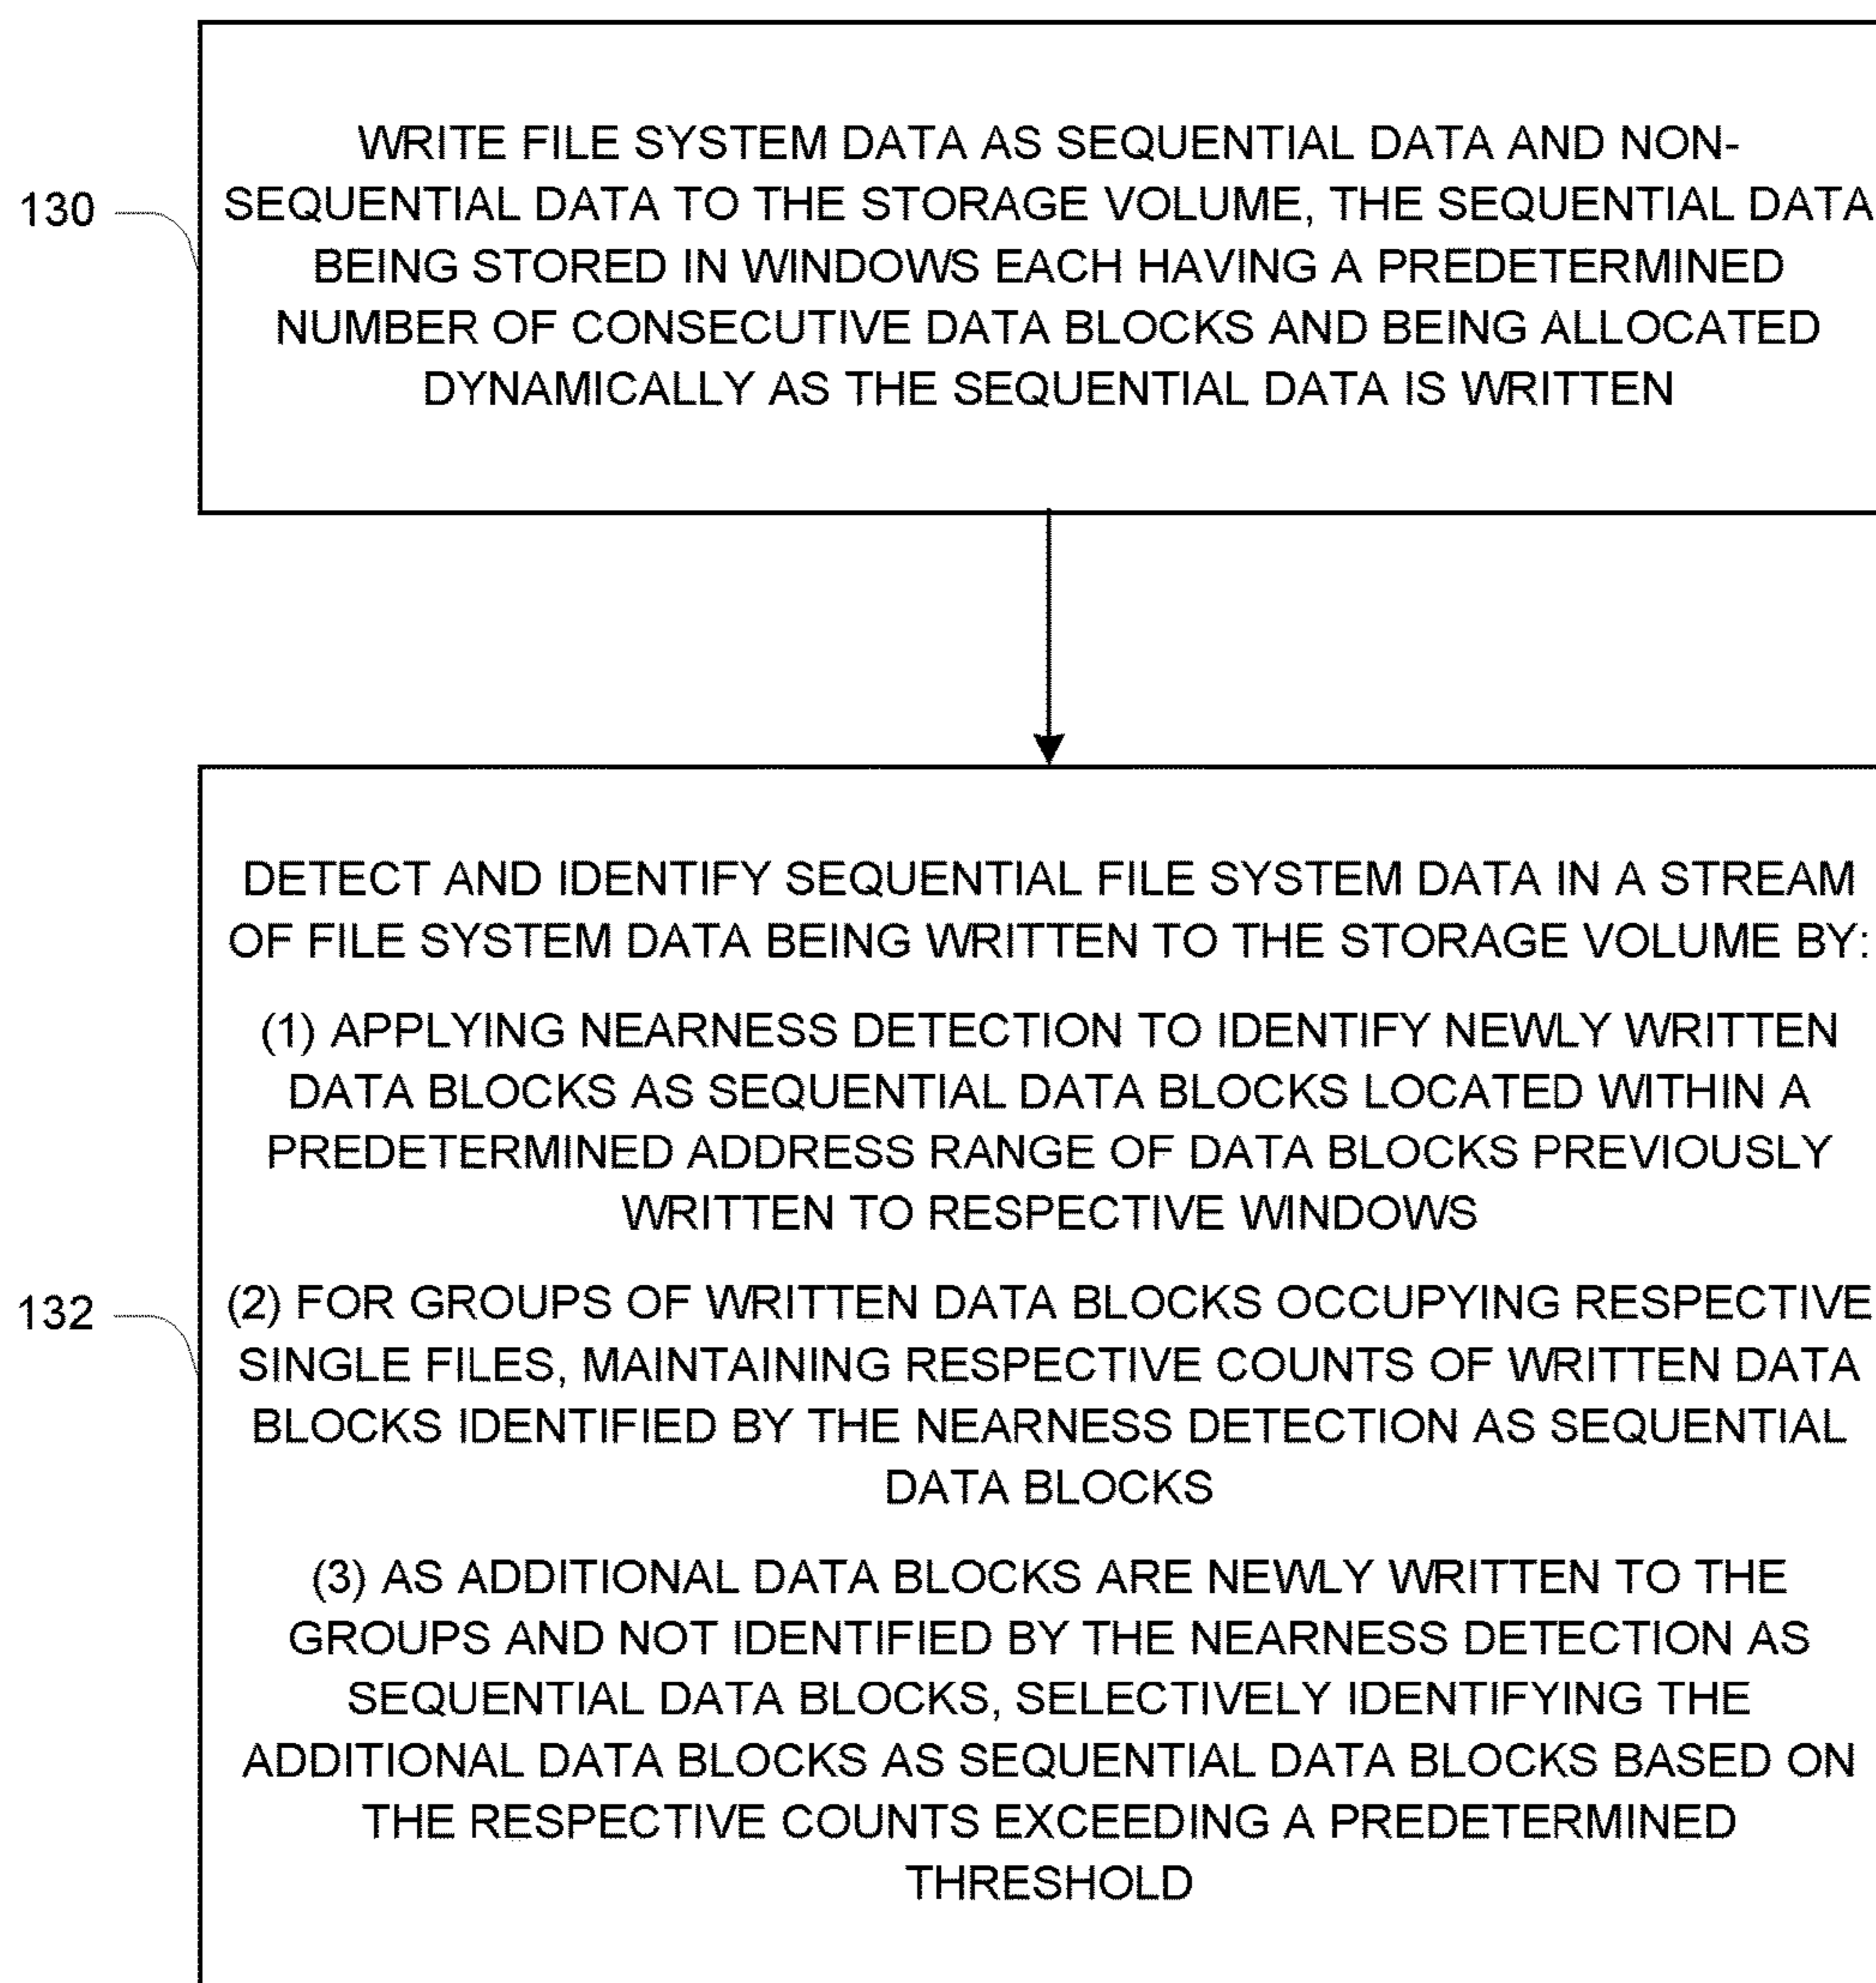 WRITE FILE SYSTEM DATA AS SEQUENTIAL DATA AND NON-
130
SEQUENTIAL DATA TO THE STORAGE VOLUME, THE SEQUENTIAL DATA
BEING STORED IN WINDOWS EACH HAVING A PREDETERMINED
NUMBER OF CONSECUTIVE DATA BLOCKS AND BEING ALLOCATED
DYNAMICALLY AS THE SEQUENTIAL DATA IS WRITTEN
DETECT AND IDENTIFY SEQUENTIAL FILE SYSTEM DATA IN A STREAM
OF FILE SYSTEM DATA BEING WRITTEN TO THE STORAGE VOLUME BY:
(1) APPLYING NEARNESS DETECTION TO IDENTIFY NEWLY WRITTEN
DATA BLOCKS AS SEQUENTIAL DATA BLOCKS LOCATED WITHIN A
PREDETERMINED ADDRESS RANGE OF DATA BLOCKS PREVIOUSLY
WRITTEN TO RESPECTIVE WINDOWS
132
(2) FOR GROUPS OF WRITTEN DATA BLOCKS OCCUPYING RESPECTIVE
SINGLE FILES, MAINTAINING RESPECTIVE COUNTS OF WRITTEN DATA
BLOCKS IDENTIFIED BY THE NEARNESS DETECTION AS SEQUENTIAL
DATA BLOCKS
(3) AS ADDITIONAL DATA BLOCKS ARE NEWLY WRITTEN TO THE
GROUPS AND NOT IDENTIFIED BY THE NEARNESS DETECTION AS
SEQUENTIAL DATA BLOCKS, SELECTIVELY IDENTIFYING THE
ADDITIONAL DATA BLOCKS AS SEQUENTIAL DATA BLOCKS BASED ON
THE RESPECTIVE COUNTS EXCEEDING A PREDETERMINED
THRESHOLD